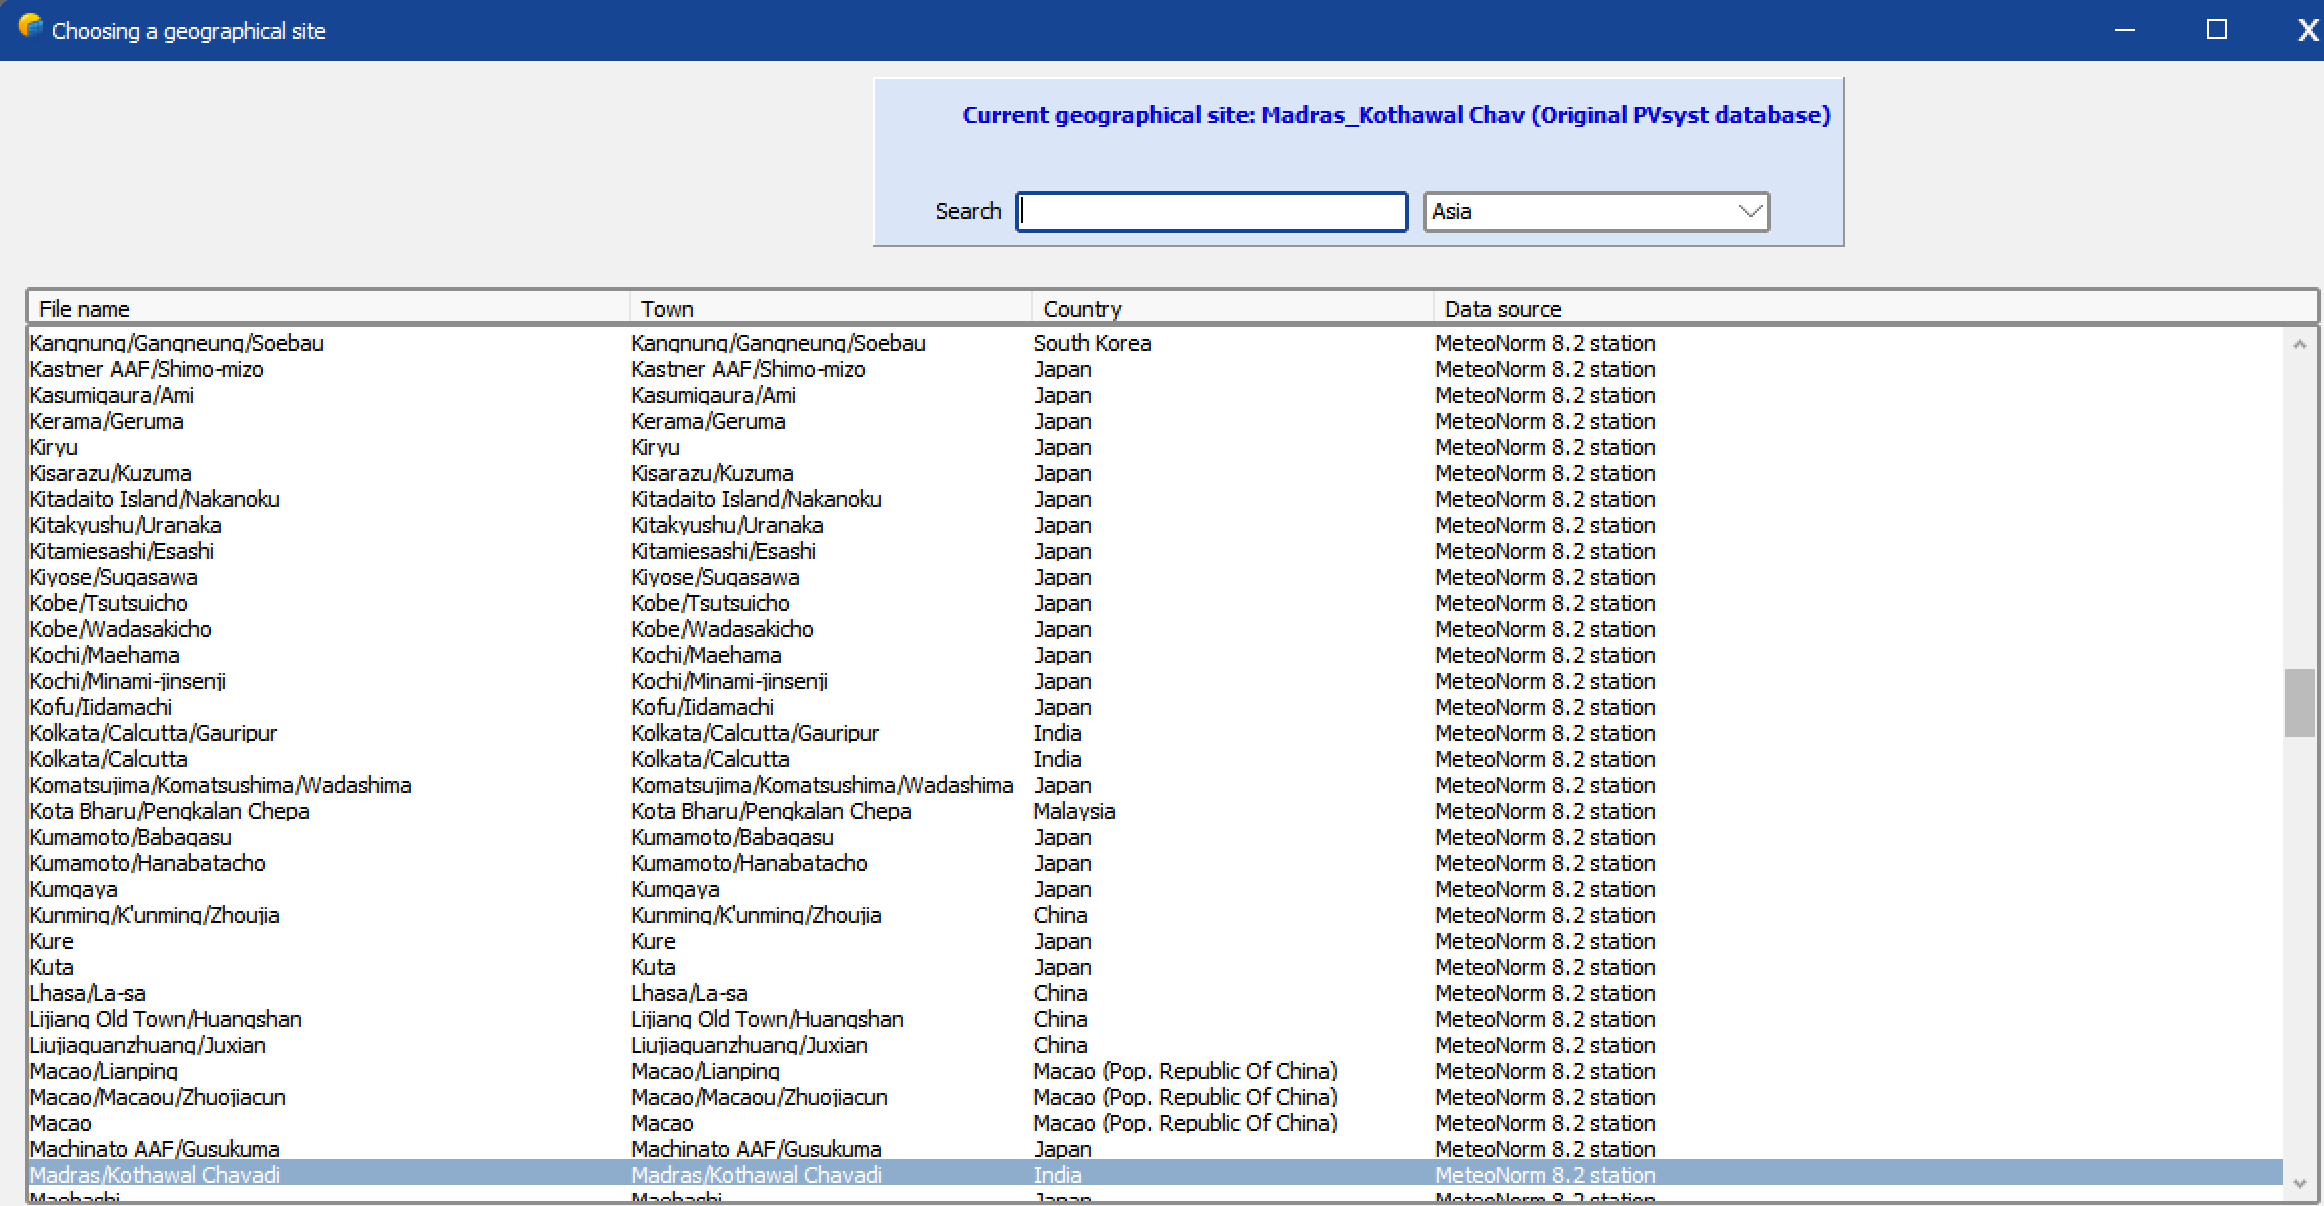 Choosing a geographical site
Current geographical site: Madras_Kothawal Chav (Original PVsyst database)
Search Asia
File name Town Country Data source
Kangnung/Gangneung/Soebau Kangnung/Gangneung/Soebau South Korea MeteoNorm 8.2 station
Kastner AAF/Shimo-mizo Kastner AAF/Shimo-mizo Japan MeteoNorm 8.2 station
Kasumigaura/Ami Kasumigaura/Ami Japan MeteoNorm 8.2 station
Kerama/Geruma Kerama/Geruma Japan MeteoNorm 8.2 station
Kiryu Kiryu Japan MeteoNorm 8.2 station
Kisarazu/Kuzuma Kisarazu/Kuzuma Japan MeteoNorm 8.2 station
Kitadaito Island/Nakanoku Kitadaito Island/Nakanoku Japan MeteoNorm 8.2 station
Kitakyushu/Uranaka Kitakyushu/Uranaka Japan MeteoNorm 8.2 station
Kitamiesashi/Esashi Kitamiesashi/Esashi Japan MeteoNorm 8.2 station
Kiyose/Sugasawa Kiyose/Sugasawa Japan MeteoNorm 8.2 station
Kobe/Tsutsuicho Kobe/Tsutsuicho Japan MeteoNorm 8.2 station
Kobe/Wadasakicho Kobe/Wadasakicho Japan MeteoNorm 8.2 station
Kochi/Maehama Kochi/Maehama Japan MeteoNorm 8.2 station
Kochi/Minami-jinsenji Kochi/Minami-jinsenji Japan MeteoNorm 8.2 station
Kofu/Iidamachi Kofu/Iidamachi Japan MeteoNorm 8.2 station
Kolkata/Calcutta/Gauripur Kolkata/Calcutta/Gauripur India MeteoNorm 8.2 station
Kolkata/Calcutta Kolkata/Calcutta India MeteoNorm 8.2 station
Komatsujima/Komatsushima/Wadashima Komatsujima/Komatsushima/Wadashima Japan MeteoNorm 8.2 station
Kota Bharu/Pengkalan Chepa Kota Bharu/Pengkalan Chepa Malaysia MeteoNorm 8.2 station
Kumamoto/Babagasu Kumamoto/Babagasu Japan MeteoNorm 8.2 station
Kumamoto/Hanabatacho Kumamoto/Hanabatacho Japan MeteoNorm 8.2 station
Kumgaya Kumgaya Japan MeteoNorm 8.2 station
Kunming/K'unming/Zhoujia Kunming/K'unming/Zhoujia China MeteoNorm 8.2 station
Kure Kure Japan MeteoNorm 8.2 station
Kuta Kuta Japan MeteoNorm 8.2 station
Lhasa/La-sa Lhasa/La-sa China MeteoNorm 8.2 station
Lijiang Old Town/Huangshan Lijiang Old Town/Huangshan China MeteoNorm 8.2 station
Liujiaguanzhuang/Juxian Liujiaguanzhuang/Juxian China MeteoNorm 8.2 station
Macao/Lianping Macao/Lianping Macao (Pop. Republic Of China) MeteoNorm 8.2 station
Macao/Macaou/Zhuojiacun Macao/Macaou/Zhuojiacun Macao (Pop. Republic Of China) MeteoNorm 8.2 station
Macao Macao Macao (Pop. Republic Of China) MeteoNorm 8.2 station
Machinato AAF/Gusukuma Machinato AAF/Gusukuma Japan MeteoNorm 8.2 station
Madras/Kothawal Chavadi Madras/Kothawal Chavadi India MeteoNorm 8.2 station
Maebashi Maebashi Japan MeteoNorm 8.2 station